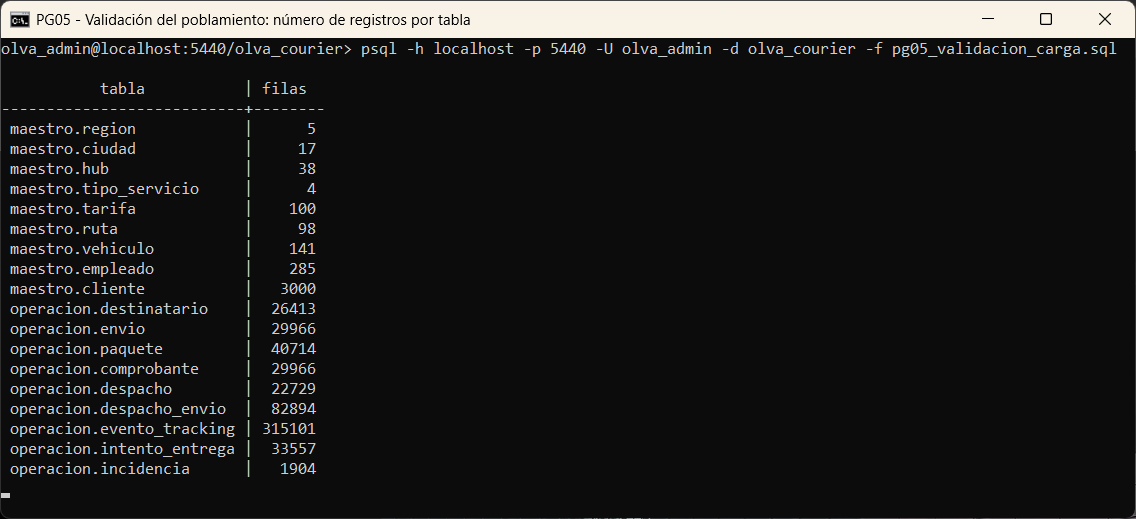 PG05 - Validación del poblamiento: número de registros por tabla
olva_admin@localhost:5440/olva_courier> psql -h localhost -p 5440 -U olva_admin -d olva_courier -f pg05_validacion_carga.sql
tabla | filas
---------------------------+--------
maestro.region | 5
maestro.ciudad | 17
maestro.hub | 38
maestro.tipo_servicio | 4
maestro.tarifa | 100
maestro.ruta | 98
maestro.vehiculo | 141
maestro.empleado | 285
maestro.cliente | 3000
operacion.destinatario | 26413
operacion.envio | 29966
operacion.paquete | 40714
operacion.comprobante | 29966
operacion.despacho | 22729
operacion.despacho_envio | 82894
operacion.evento_tracking | 315101
operacion.intento_entrega | 33557
operacion.incidencia | 1904